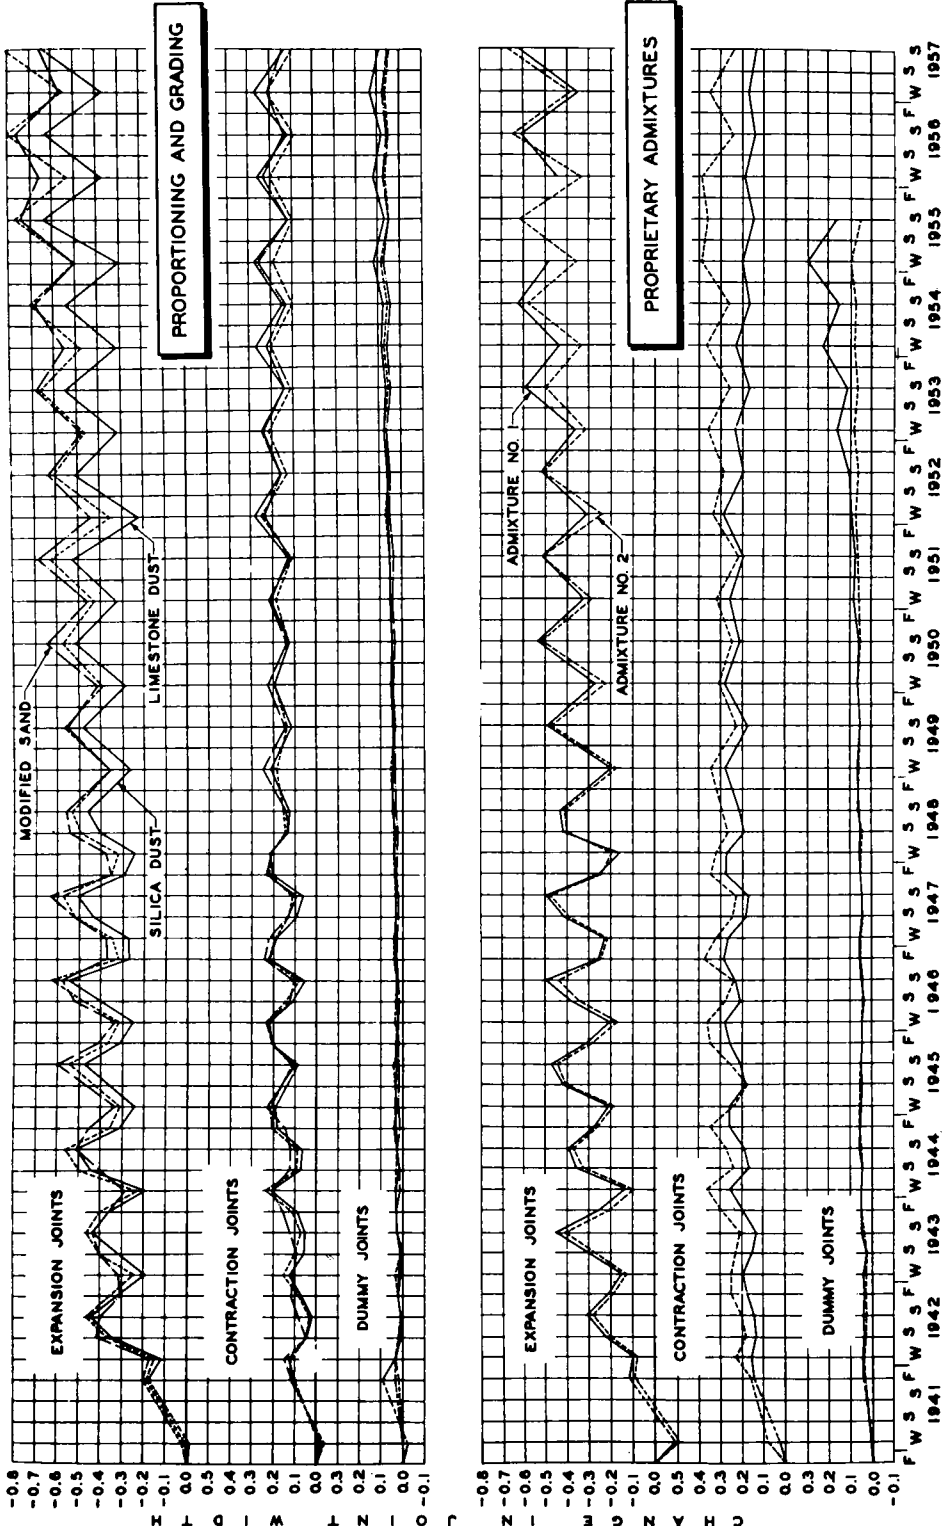 PROPORTIONING AND GRADING
MODIFIED SAND
LIMESTONE DUST
SILICA DUST
EXPANSION JOINTS
CONTRACTION JOINTS
DUMMY JOINTS
-0.8
-0.7
-0.6
-0.5
-0.4
-0.3
-0.2
-0.1
0.0
0.5
0.4
0.3
0.2
0.1
0.0
0.3
0.2
0.1
0.0
-0.1
CHANGE IN JOINT WIDTH
PROPRIETARY ADMIXTURES
ADMIXTURE NO. 1
ADMIXTURE NO. 2
EXPANSION JOINTS
CONTRACTION JOINTS
DUMMY JOINTS
-0.8
-0.7
-0.6
-0.5
-0.4
-0.3
-0.2
-0.1
0.0
0.5
0.4
0.3
0.2
0.1
0.0
0.3
0.2
0.1
0.0
-0.1
F W S S F W S S F W S S F W S S F W S S F W S S F W S S F W S S F W S S F W S S F W S S F W S S F W S S F W S S F W S S F W S S F W S
1941 1942 1943 1944 1945 1946 1947 1948 1949 1950 1951 1952 1953 1954 1955 1956 1957